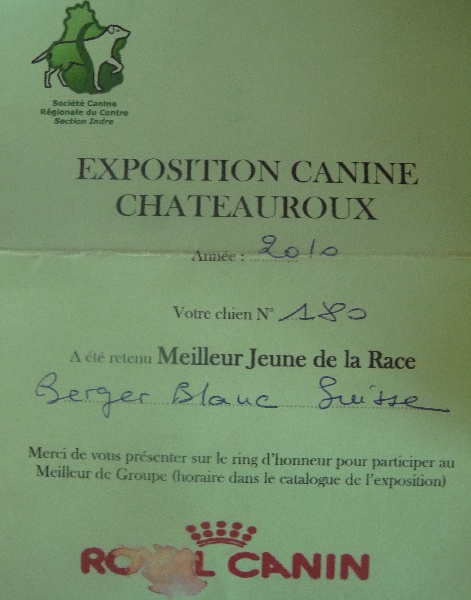 Société Canine
Régionale du Centre
Section Indre
EXPOSITION CANINE
CHATEAUROUX
Année : 2010
Votre chien N° 180
A été retenu Meilleur Jeune de la Race
Berger Blanc Suisse
Merci de vous présenter sur le ring d'honneur pour participer au
Meilleur de Groupe (horaire dans le catalogue de l'exposition)
ROYAL CANIN